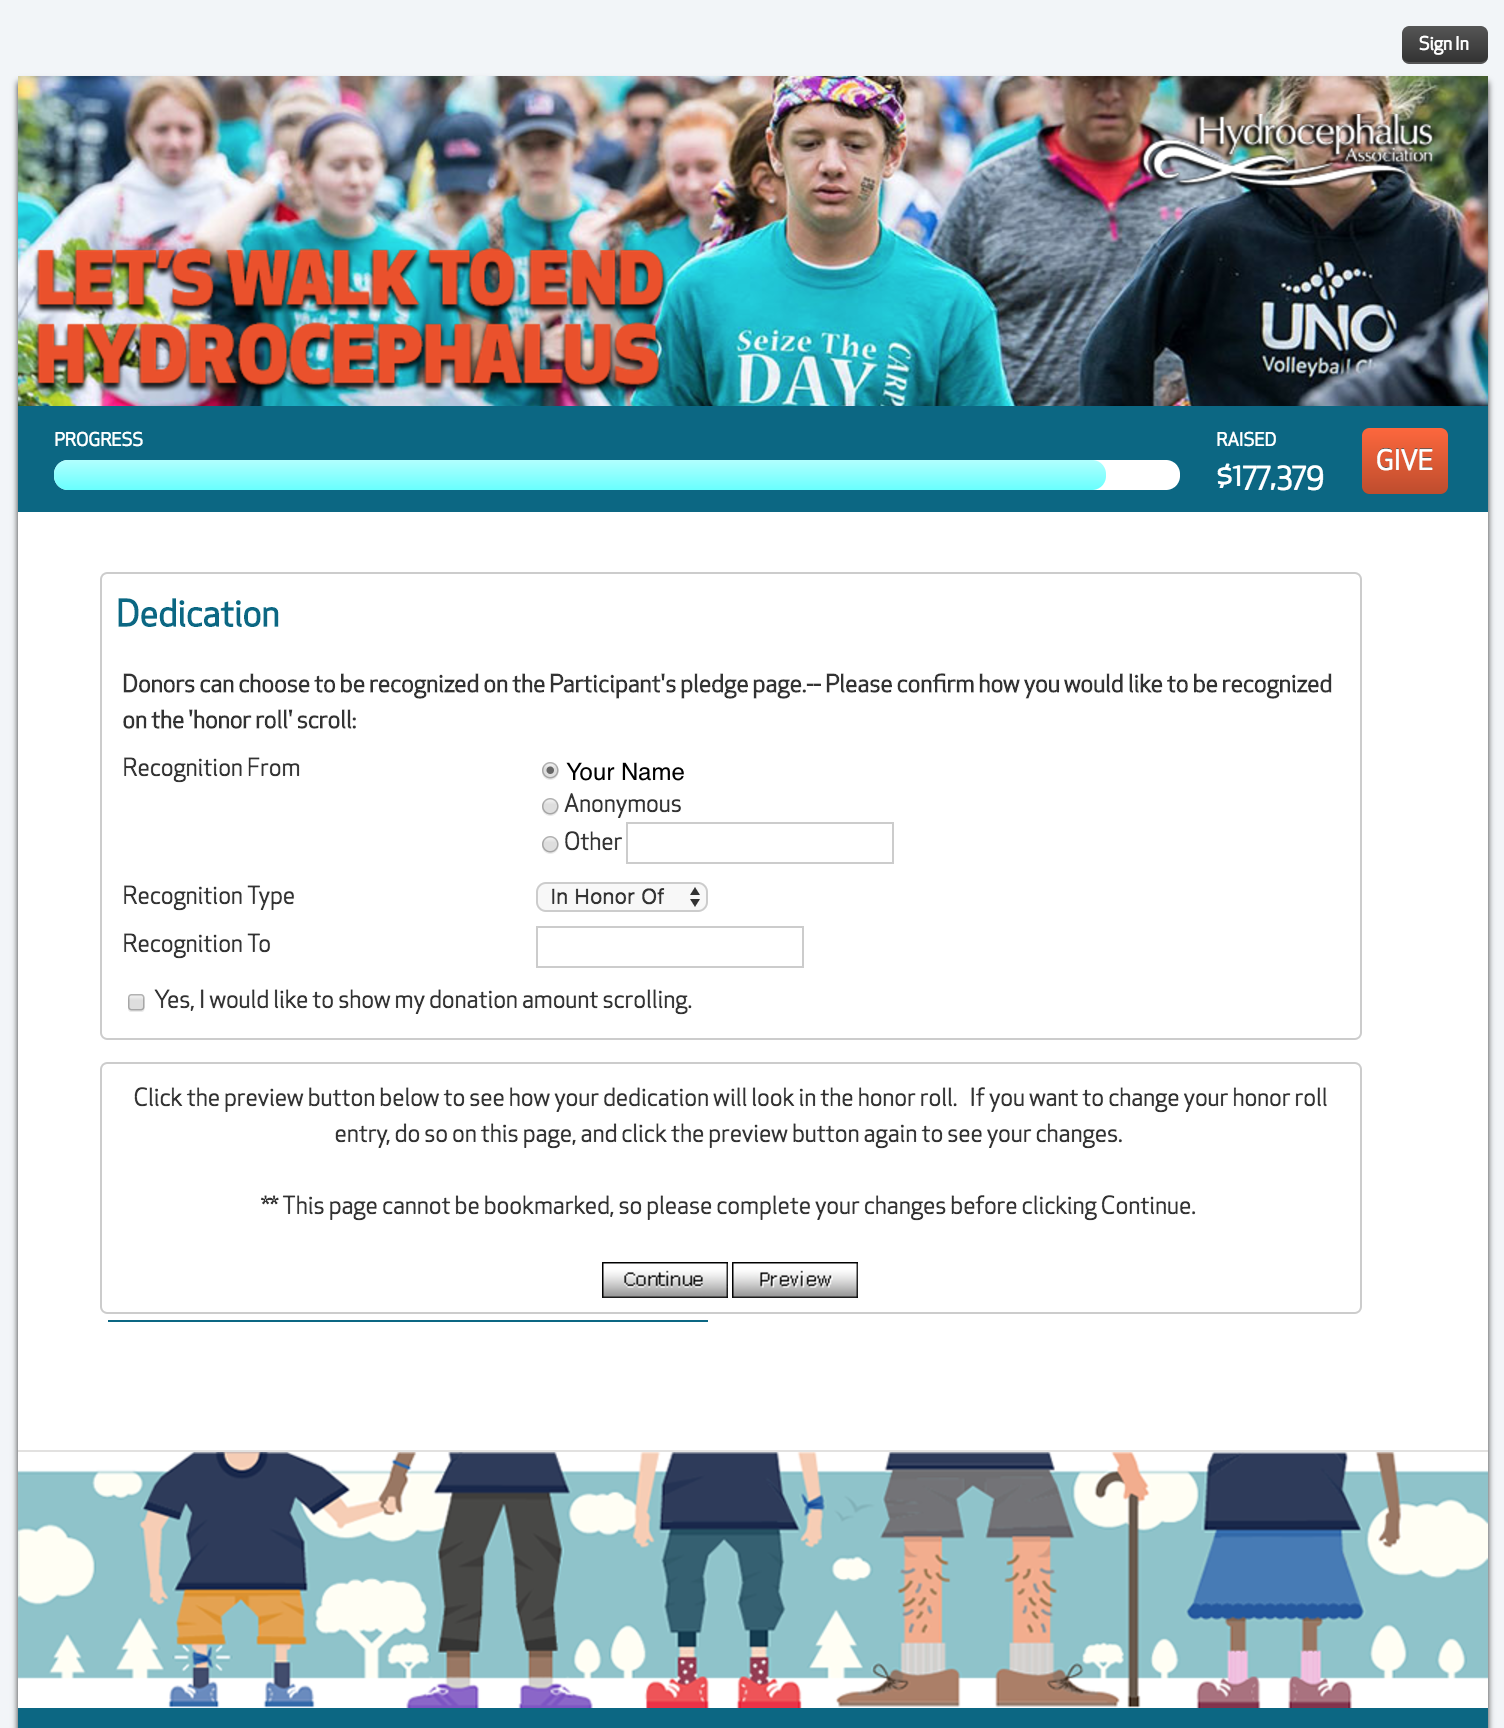 Sign In
Hydrocephalus
Association
LET'S WALK TO END
HYDROCEPHALUS
Seize The
DAY
CARP
UNO
Volleyball Cl
PROGRESS
RAISED
$177,379
GIVE
Dedication
Donors can choose to be recognized on the Participant's pledge page.-- Please confirm how you would like to be recognized
on the 'honor roll' scroll:
Recognition From
Your Name
Anonymous
Other
Recognition Type
In Honor Of
Recognition To
Yes, I would like to show my donation amount scrolling.
Click the preview button below to see how your dedication will look in the honor roll. If you want to change your honor roll
entry, do so on this page, and click the preview button again to see your changes.
** This page cannot be bookmarked, so please complete your changes before clicking Continue.
Continue
Preview